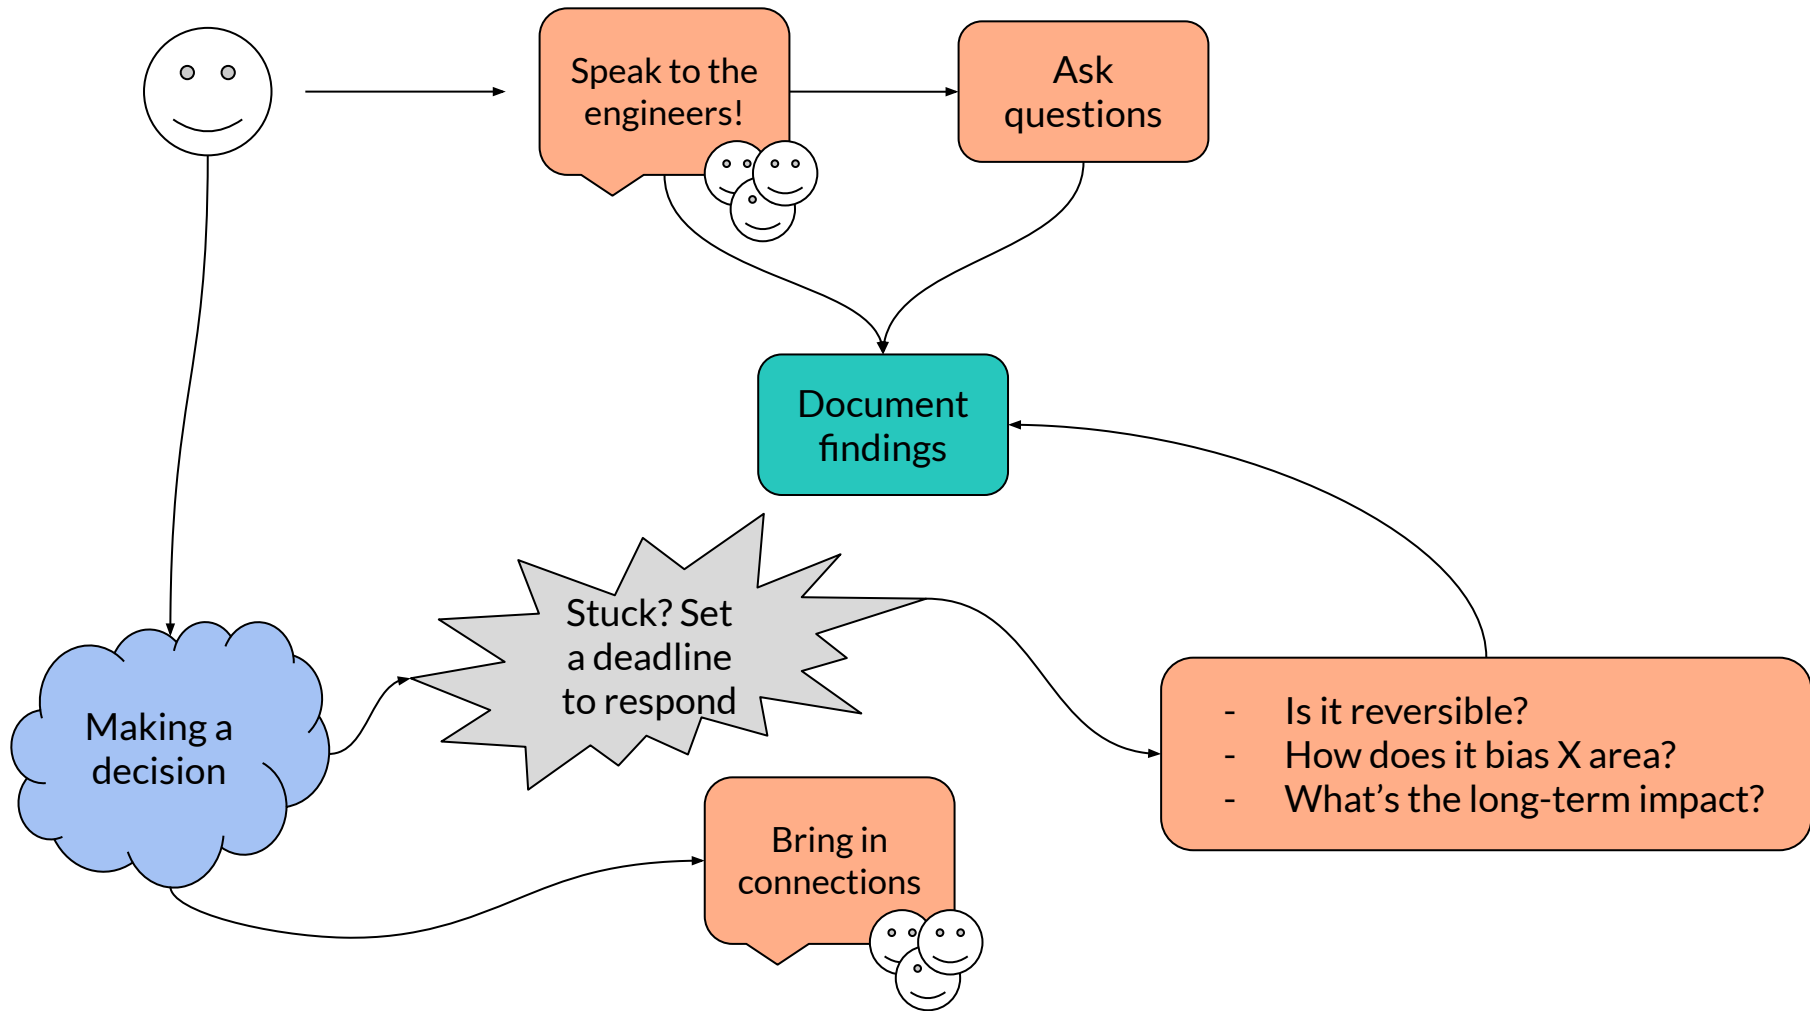 Speak to the
engineers!
Ask
questions
Document
findings
Stuck? Set
a deadline
to respond
Making a
decision
- Is it reversible?
- How does it bias X area?
- What’s the long-term impact?
Bring in
connections